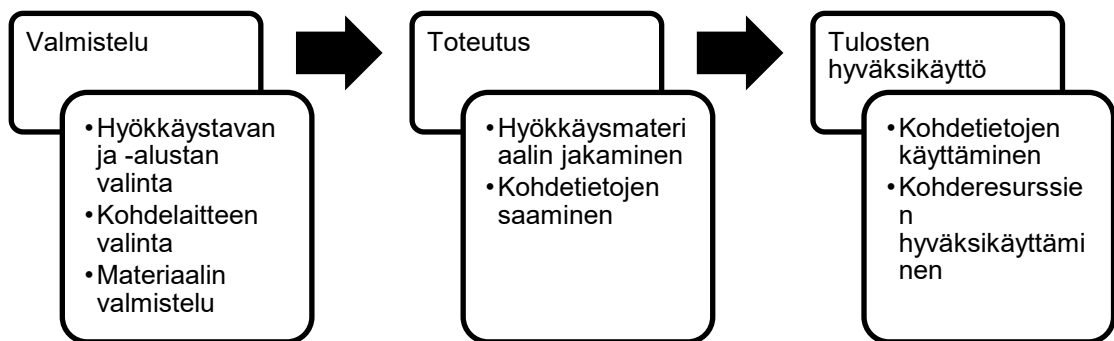 Valmistelu
•Hyökkäystavan
ja -alustan
valinta
•Kohdelaitteen
valinta
•Materiaalin
valmistelu
Toteutus
•Hyökkäysmateri
aalin jakaminen
•Kohdetietojen
saaminen
Tulosten
hyväksikäyttö
•Kohdetietojen
käyttäminen
•Kohderesurssie
n
hyväksikäyttämi
nen